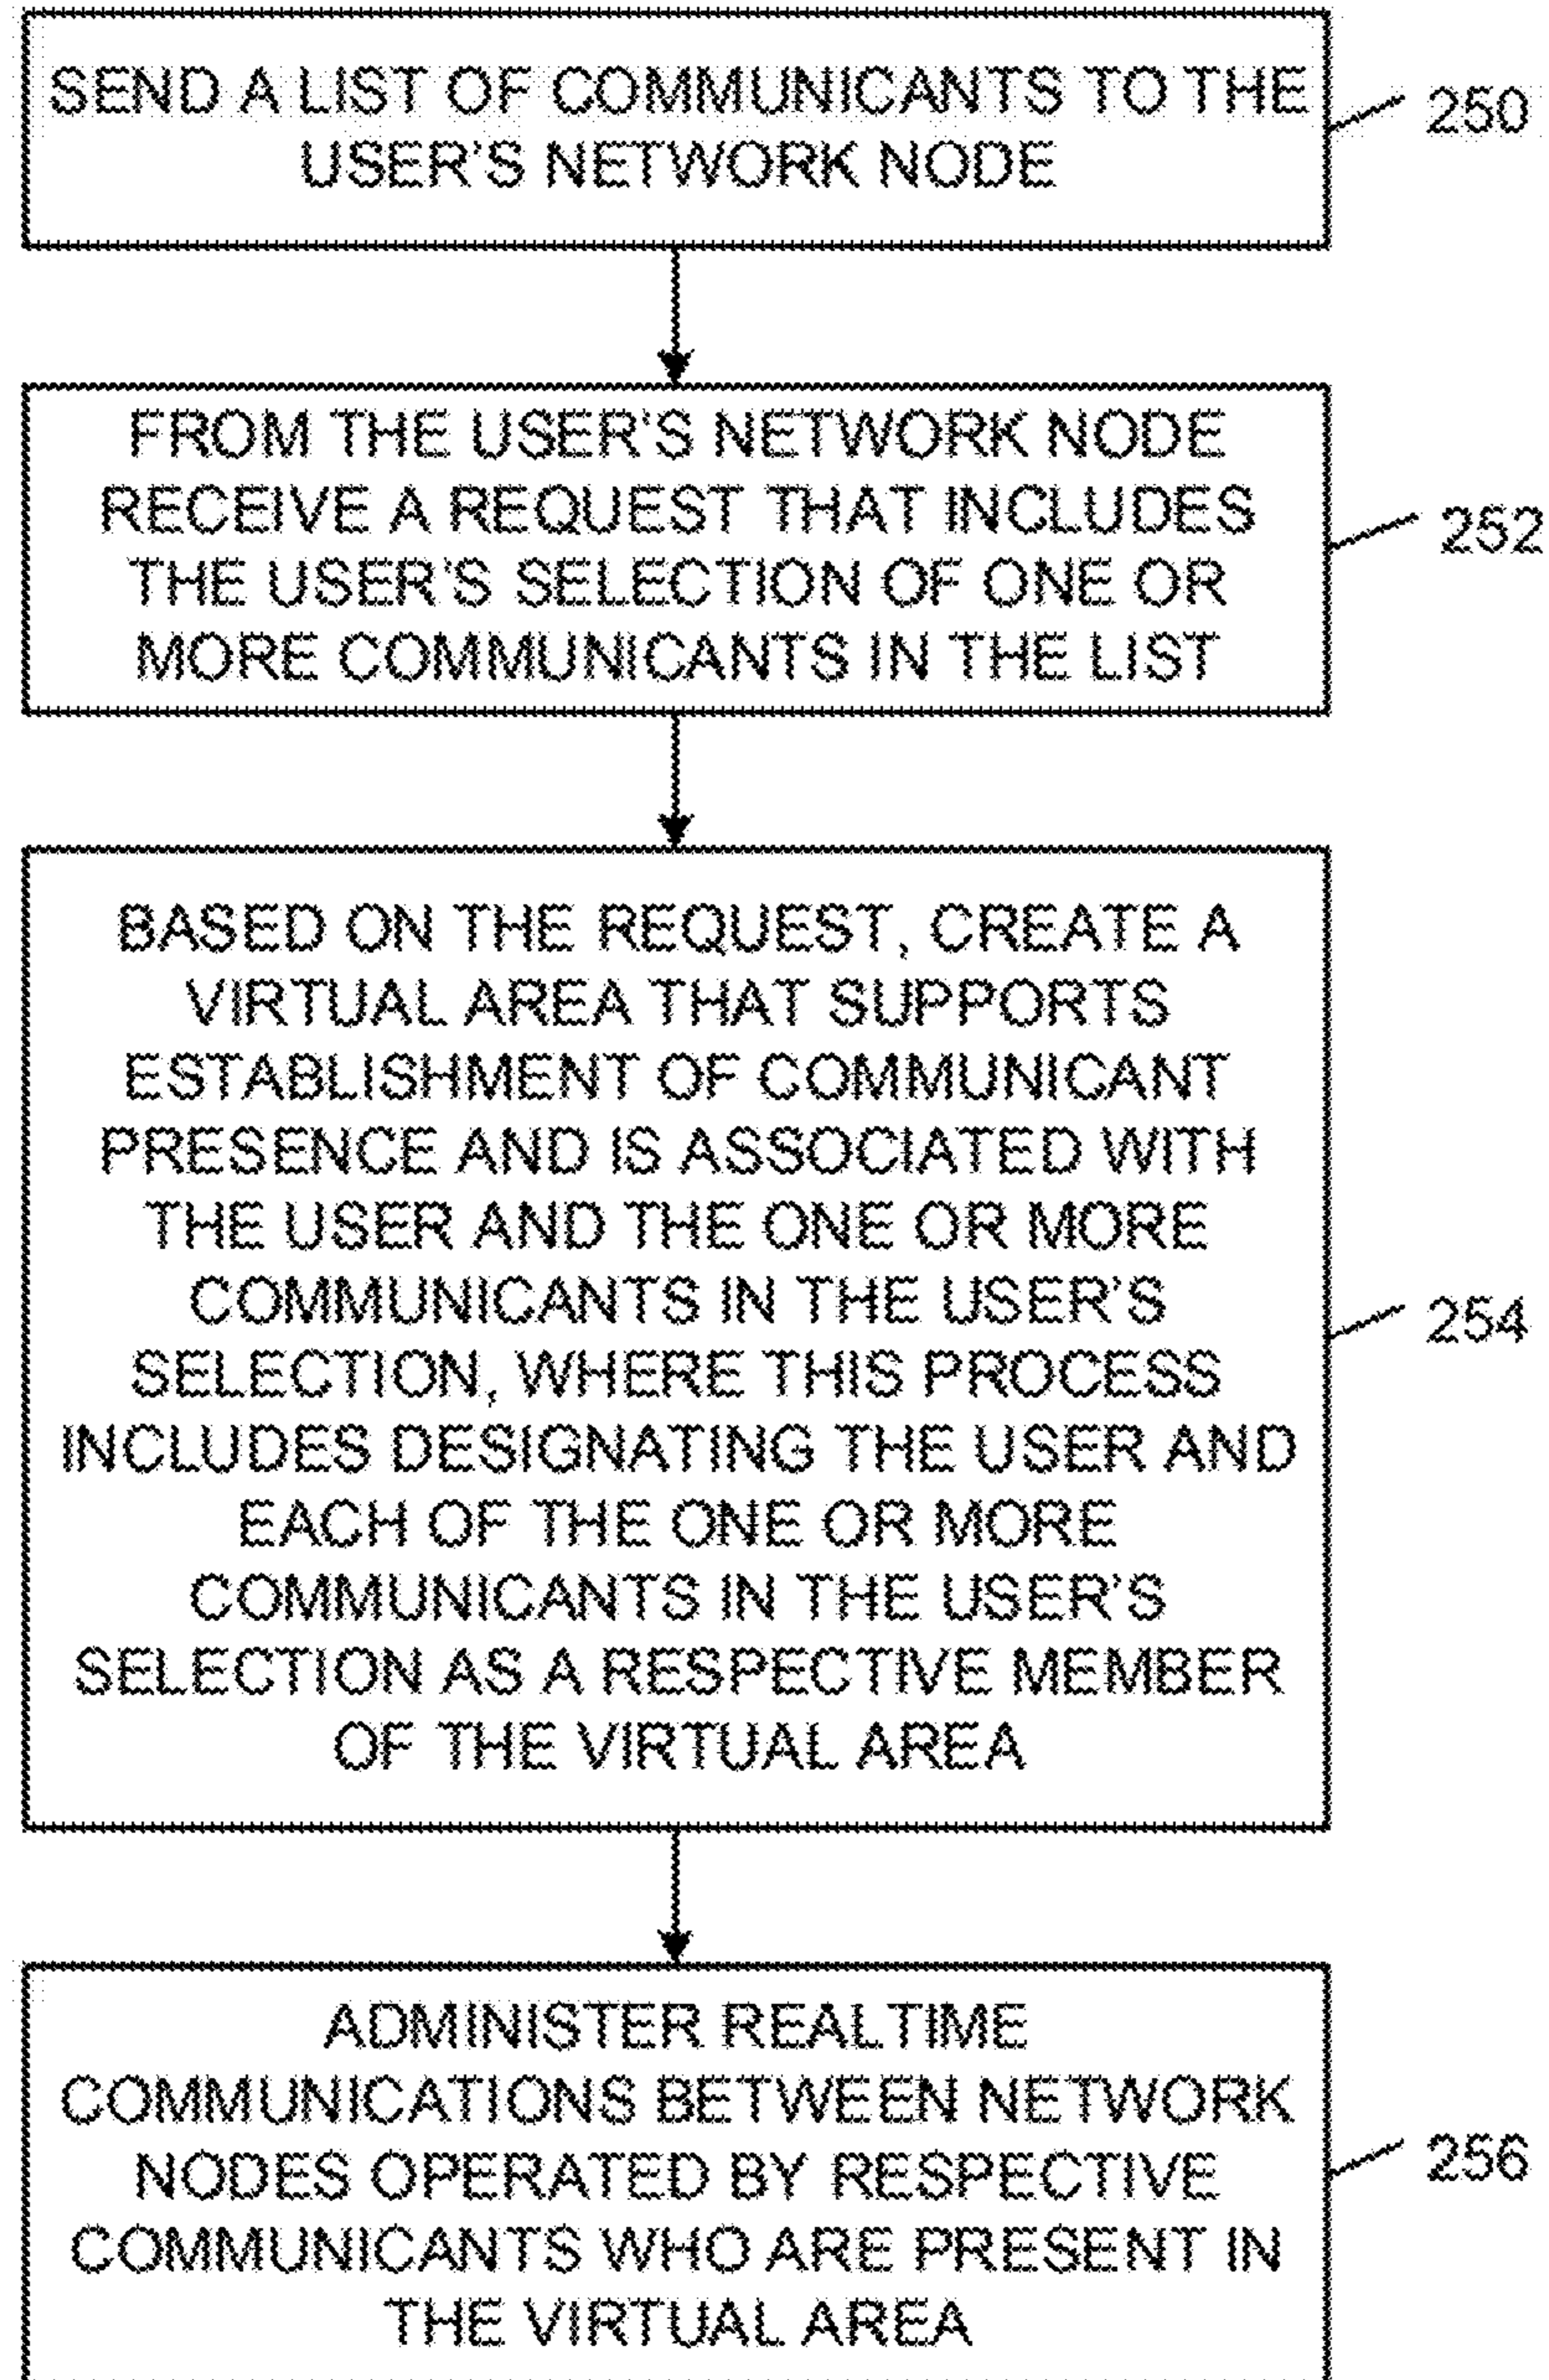 SEND A LIST OF COMMUNICANTS TO THE
USER'S NETWORK NODE
250
FROM THE USER'S NETWORK NODE
RECEIVE A REQUEST THAT INCLUDES
THE USER'S SELECTION OF ONE OR
MORE COMMUNICANTS IN THE LIST
252
BASED ON THE REQUEST, CREATE A
VIRTUAL AREA THAT SUPPORTS
ESTABLISHMENT OF COMMUNICANT
PRESENCE AND IS ASSOCIATED WITH
THE USER AND THE ONE OR MORE
COMMUNICANTS IN THE USER'S
SELECTION, WHERE THIS PROCESS
INCLUDES DESIGNATING THE USER AND
EACH OF THE ONE OR MORE
COMMUNICANTS IN THE USER'S
SELECTION AS A RESPECTIVE MEMBER
OF THE VIRTUAL AREA
254
ADMINISTER REALTIME
COMMUNICATIONS BETWEEN NETWORK
NODES OPERATED BY RESPECTIVE
COMMUNICANTS WHO ARE PRESENT IN
THE VIRTUAL AREA
256